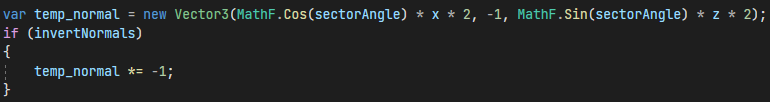 var temp_normal = new Vector3(MathF.Cos(sectorAngle) * x * 2, -1, MathF.Sin(sectorAngle) * z * 2);
if (invertNormals)
{
    temp_normal *= -1;
}